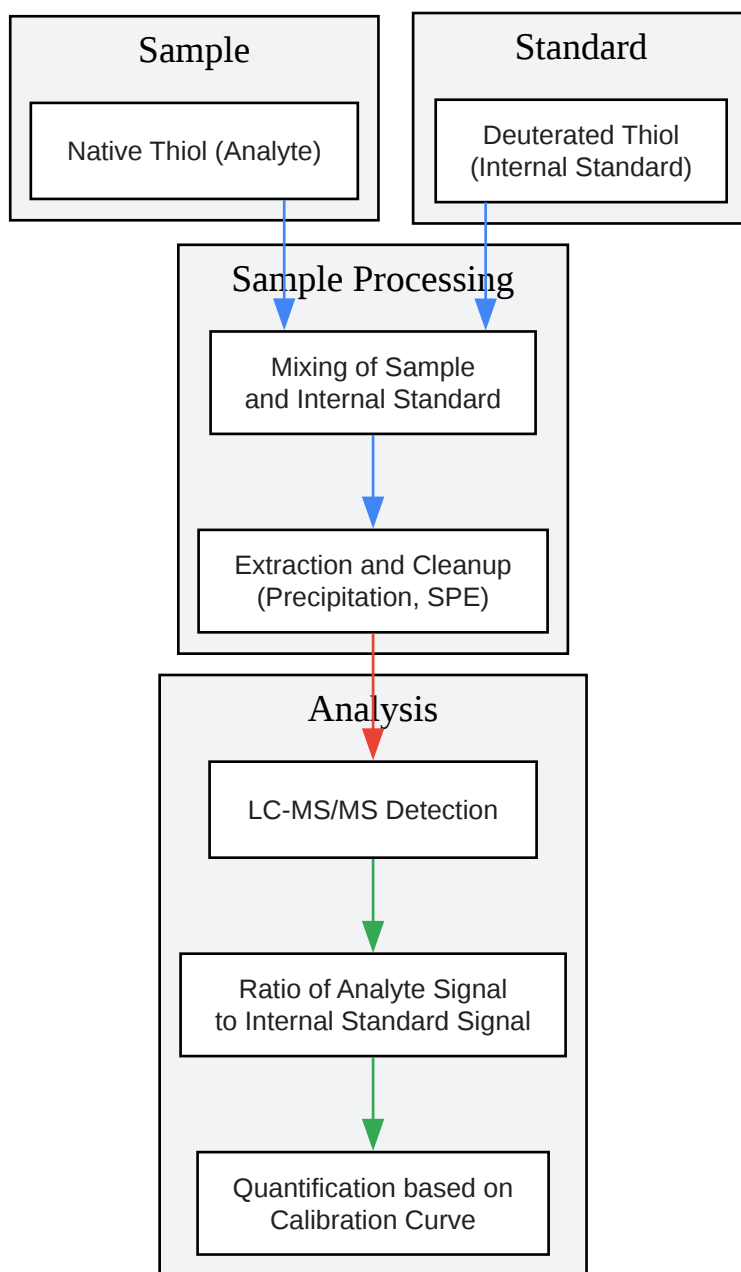 Sample
Standard
Native Thiol (Analyte)
Deuterated Thiol
(Internal Standard)
Sample Processing
Mixing of Sample
and Internal Standard
Extraction and Cleanup
(Precipitation, SPE)
Analysis
LC-MS/MS Detection
Ratio of Analyte Signal
to Internal Standard Signal
Quantification based on
Calibration Curve